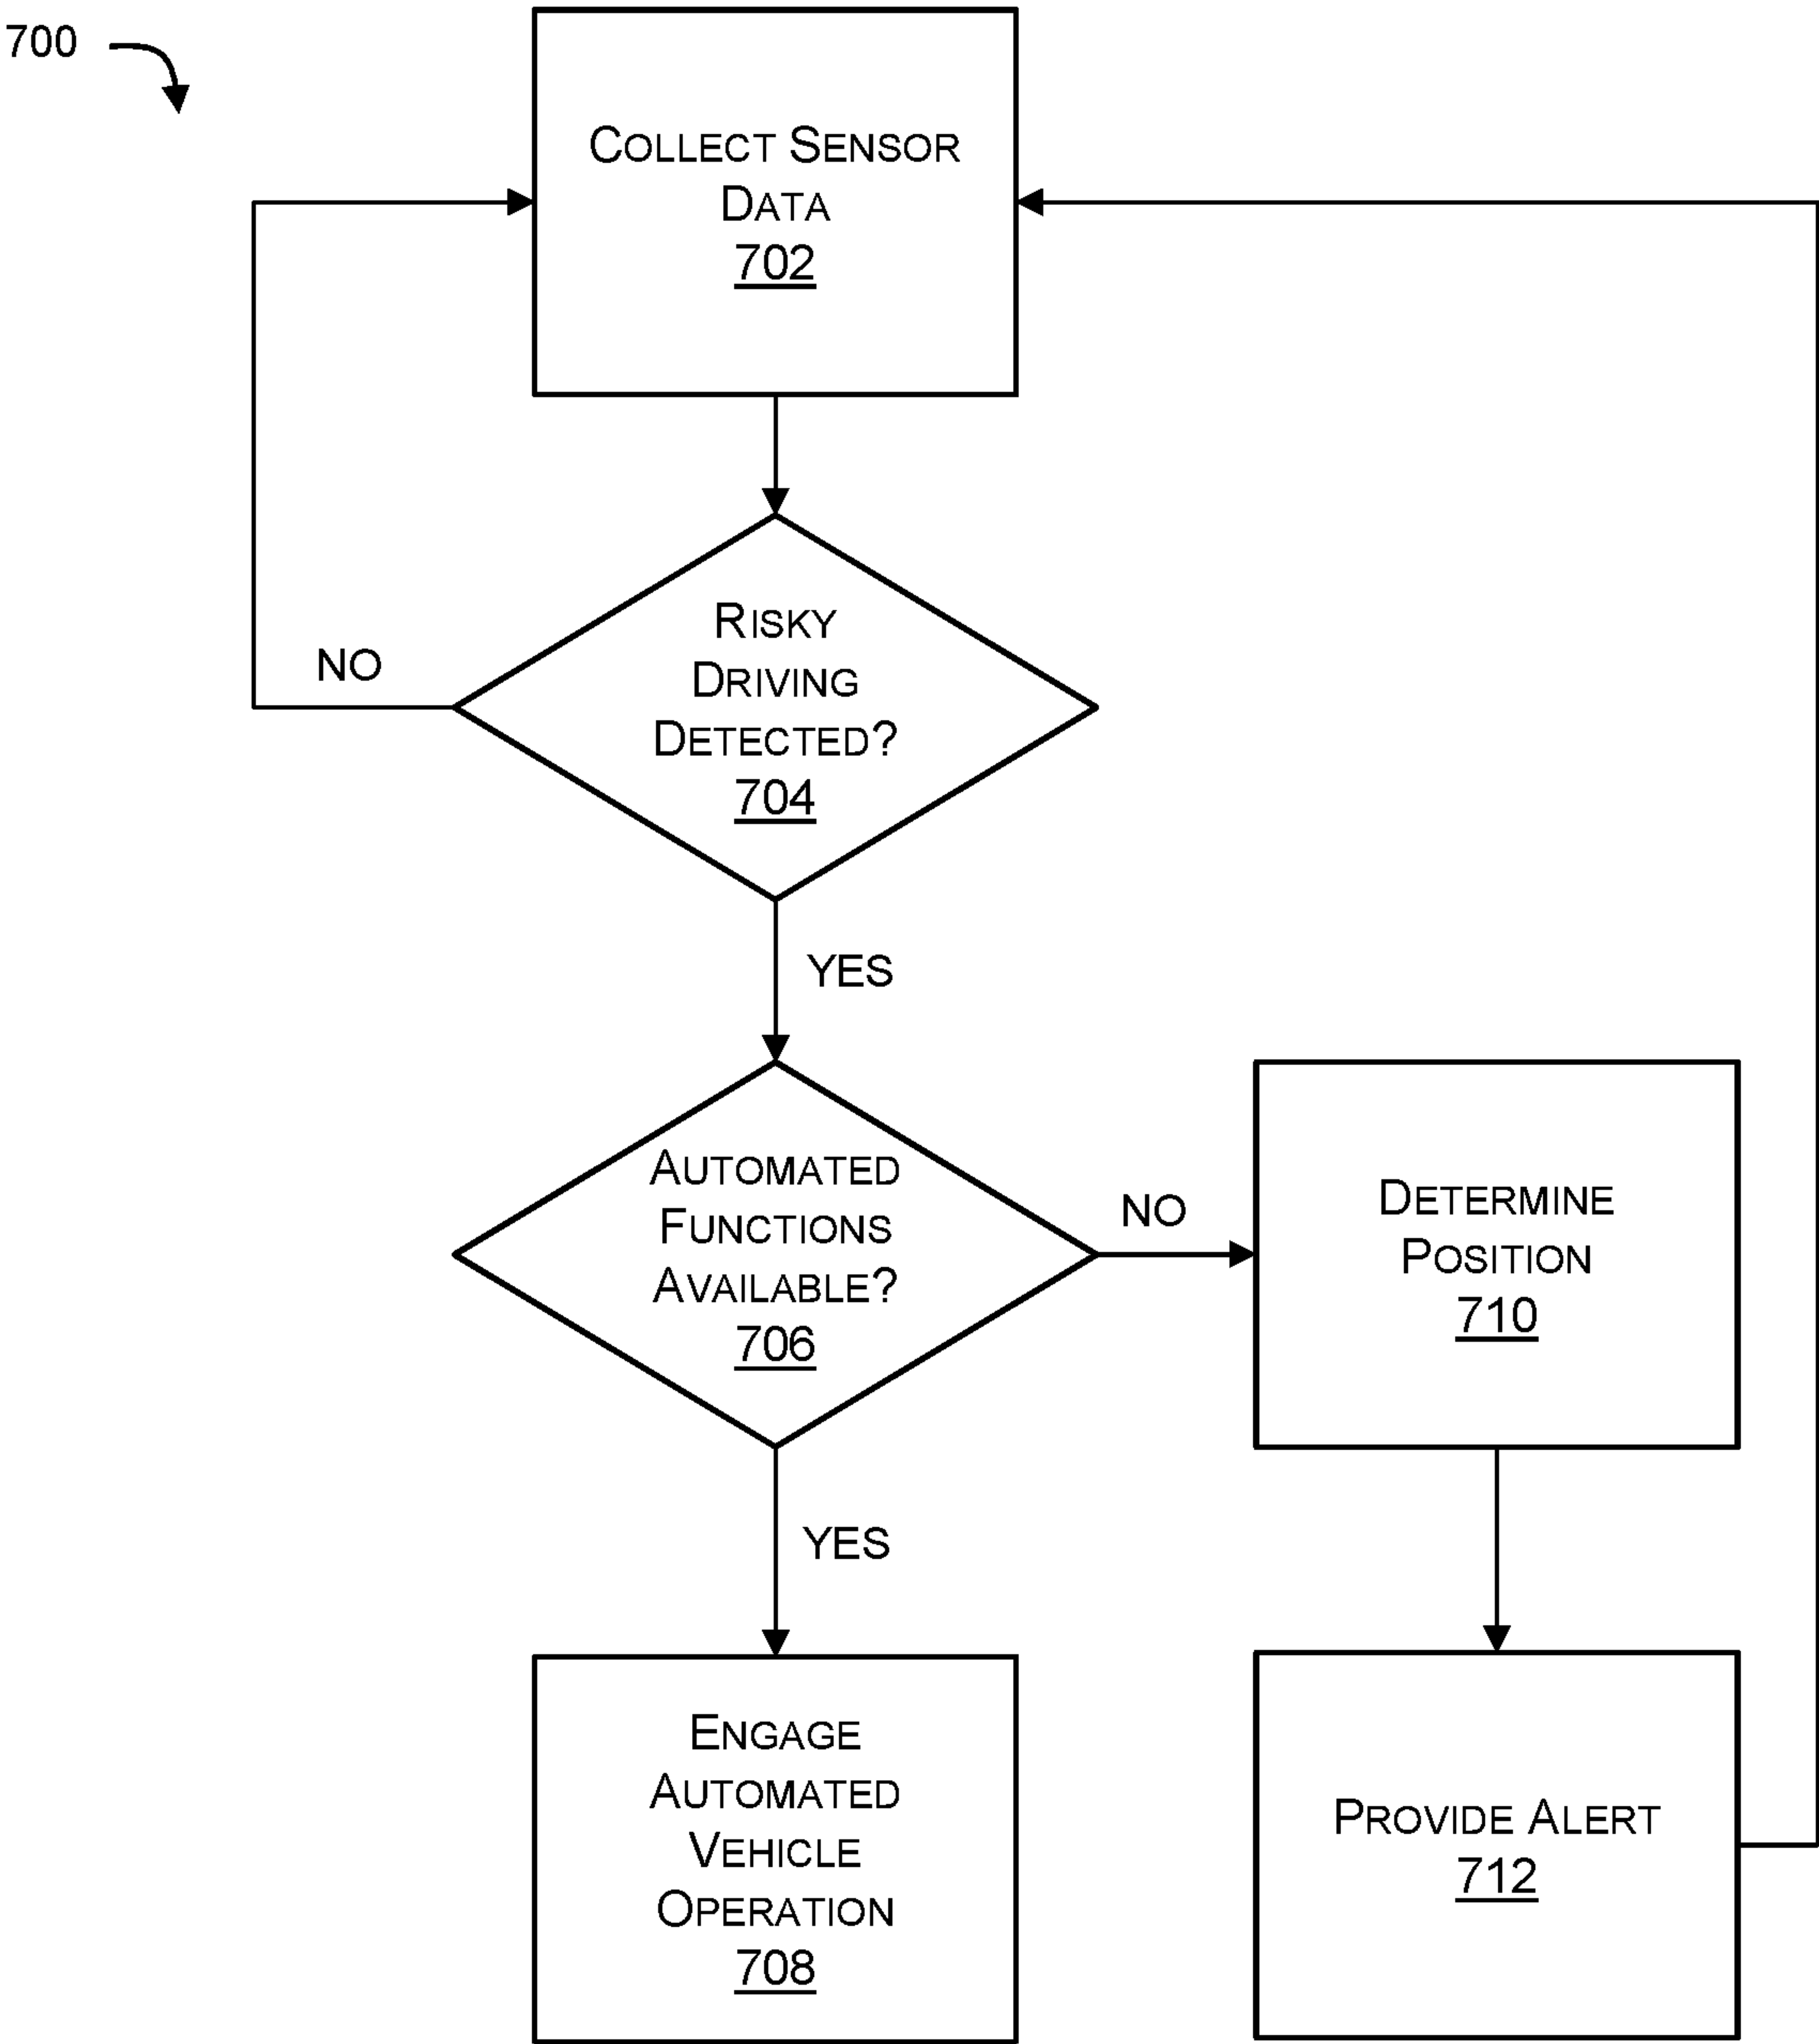 700
COLLECT SENSOR
DATA
702
RISKY
DRIVING
DETECTED?
704
NO
YES
AUTOMATED
FUNCTIONS
AVAILABLE?
706
NO
DETERMINE
POSITION
710
YES
ENGAGE
AUTOMATED
VEHICLE
OPERATION
708
PROVIDE ALERT
712